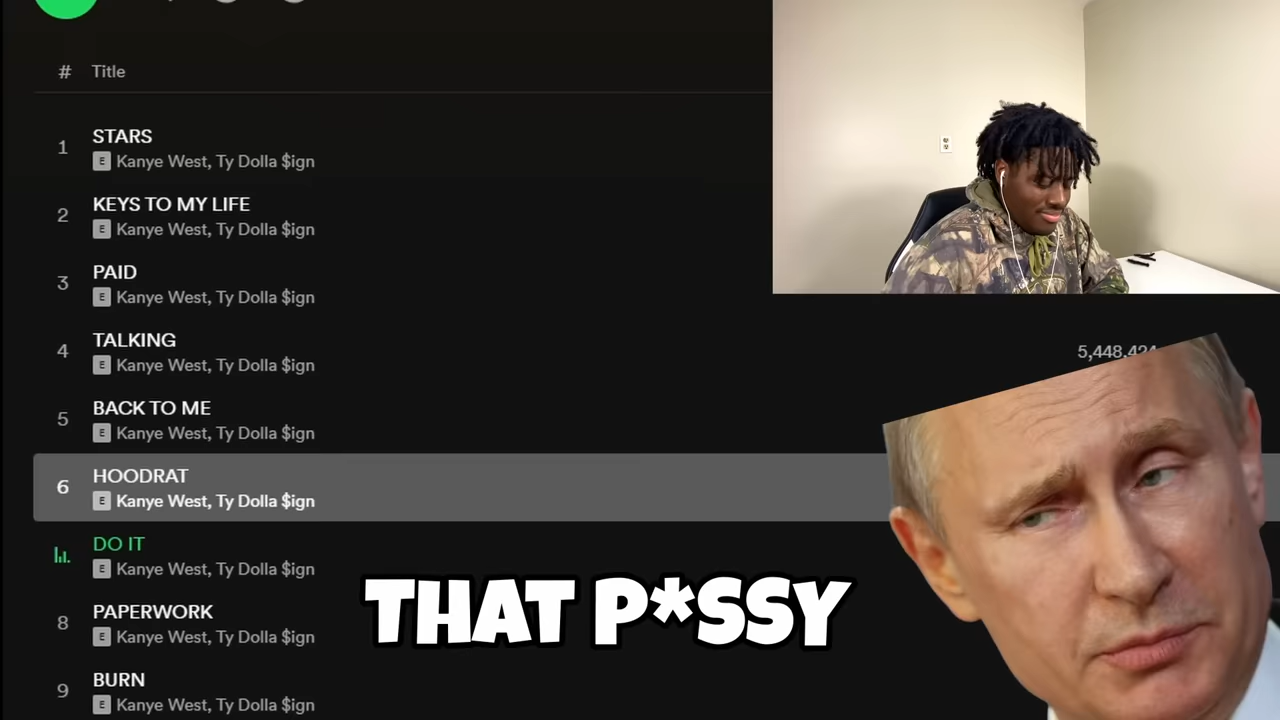 # Title
1 STARS
E Kanye West, Ty Dolla $ign
2 KEYS TO MY LIFE
E Kanye West, Ty Dolla $ign
3 PAID
E Kanye West, Ty Dolla $ign
4 TALKING
5,448,424
E Kanye West, Ty Dolla $ign
5 BACK TO ME
E Kanye West, Ty Dolla $ign
6 HOODRAT
E Kanye West, Ty Dolla $ign
DO IT
E Kanye West, Ty Dolla $ign
THAT P*SSY
8 PAPERWORK
E Kanye West, Ty Dolla $ign
9 BURN
E Kanye West, Ty Dolla $ign